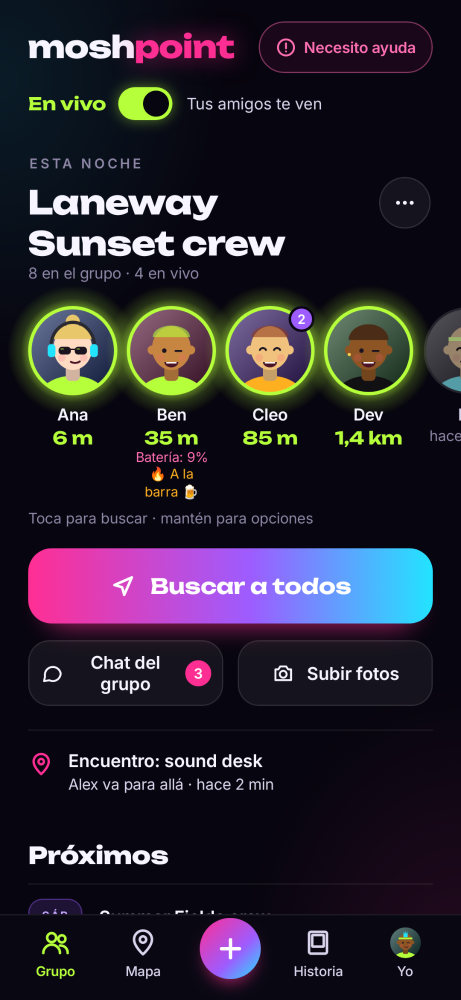 moshpoint
Necesito ayuda
En vivo
Tus amigos te ven
ESTA NOCHE
Laneway
Sunset crew
8 en el grupo · 4 en vivo
2
Ana
Ben
Cleo
Dev
6 m
35 m
85 m
1,4 km
hace
Batería: 9%
🔥 A la
barra 🍺
Toca para buscar · mantén para opciones
Buscar a todos
Chat del
grupo
3
Subir fotos
Encuentro: sound desk
Alex va para allá · hace 2 min
Próximos
Grupo
Mapa
Historia
Yo